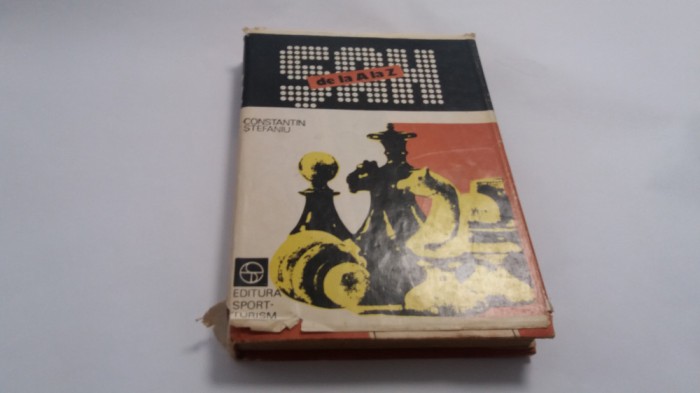 ŞAH
de la A la Z
CONSTANTIN
ŞTEFANIU
EDITURA
SPORT-
TURISM